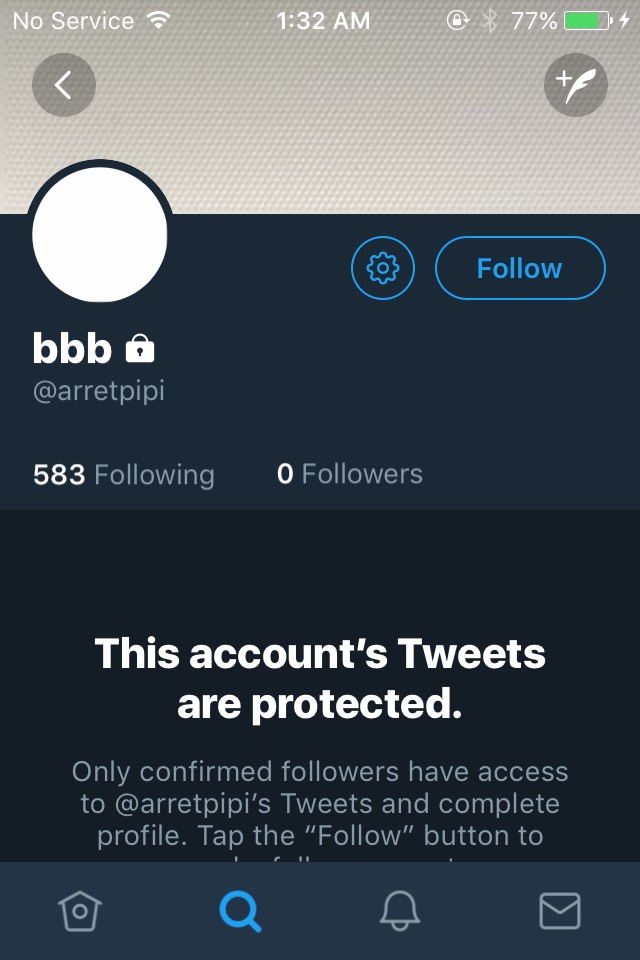 No Service 1:32 AM 77%
Follow
bbb
@arretpipi
583 Following 0 Followers
This account’s Tweets
are protected.
Only confirmed followers have access
to @arretpipi’s Tweets and complete
profile. Tap the “Follow” button to